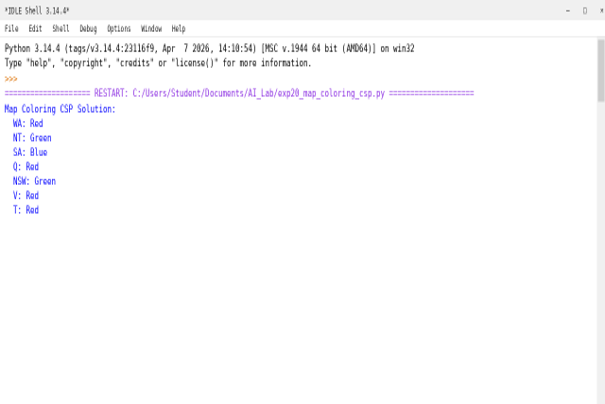 *IDLE Shell 3.14.4*
File Edit Shell Debug Options Window Help
Python 3.14.4 (tags/v3.14.4:23116f9, Apr 7 2026, 14:10:54) [MSC v.1944 64 bit (AMD64)] on win32
Type "help", "copyright", "credits" or "license()" for more information.
>>>
==================== RESTART: C:/Users/Student/Documents/AI_Lab/exp20_map_coloring_csp.py ====================
Map Coloring CSP Solution:
WA: Red
NT: Green
SA: Blue
Q: Red
NSW: Green
V: Red
T: Red